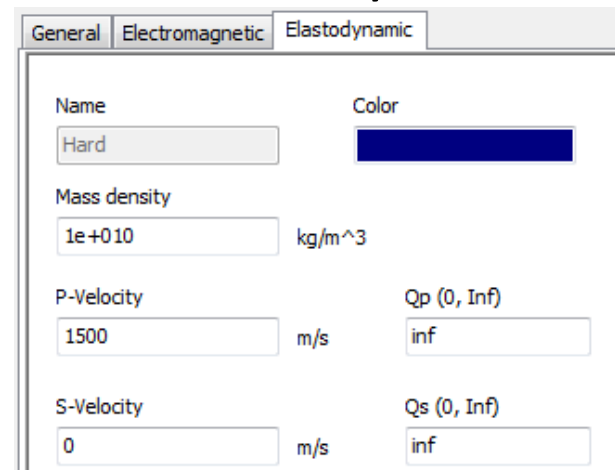 General Electromagnetic Elastodynamic
Name Color
Hard
Mass density
1e+010 kg/m^3
P-Velocity Qp (0, Inf)
1500 m/s inf
S-Velocity Qs (0, Inf)
0 m/s inf